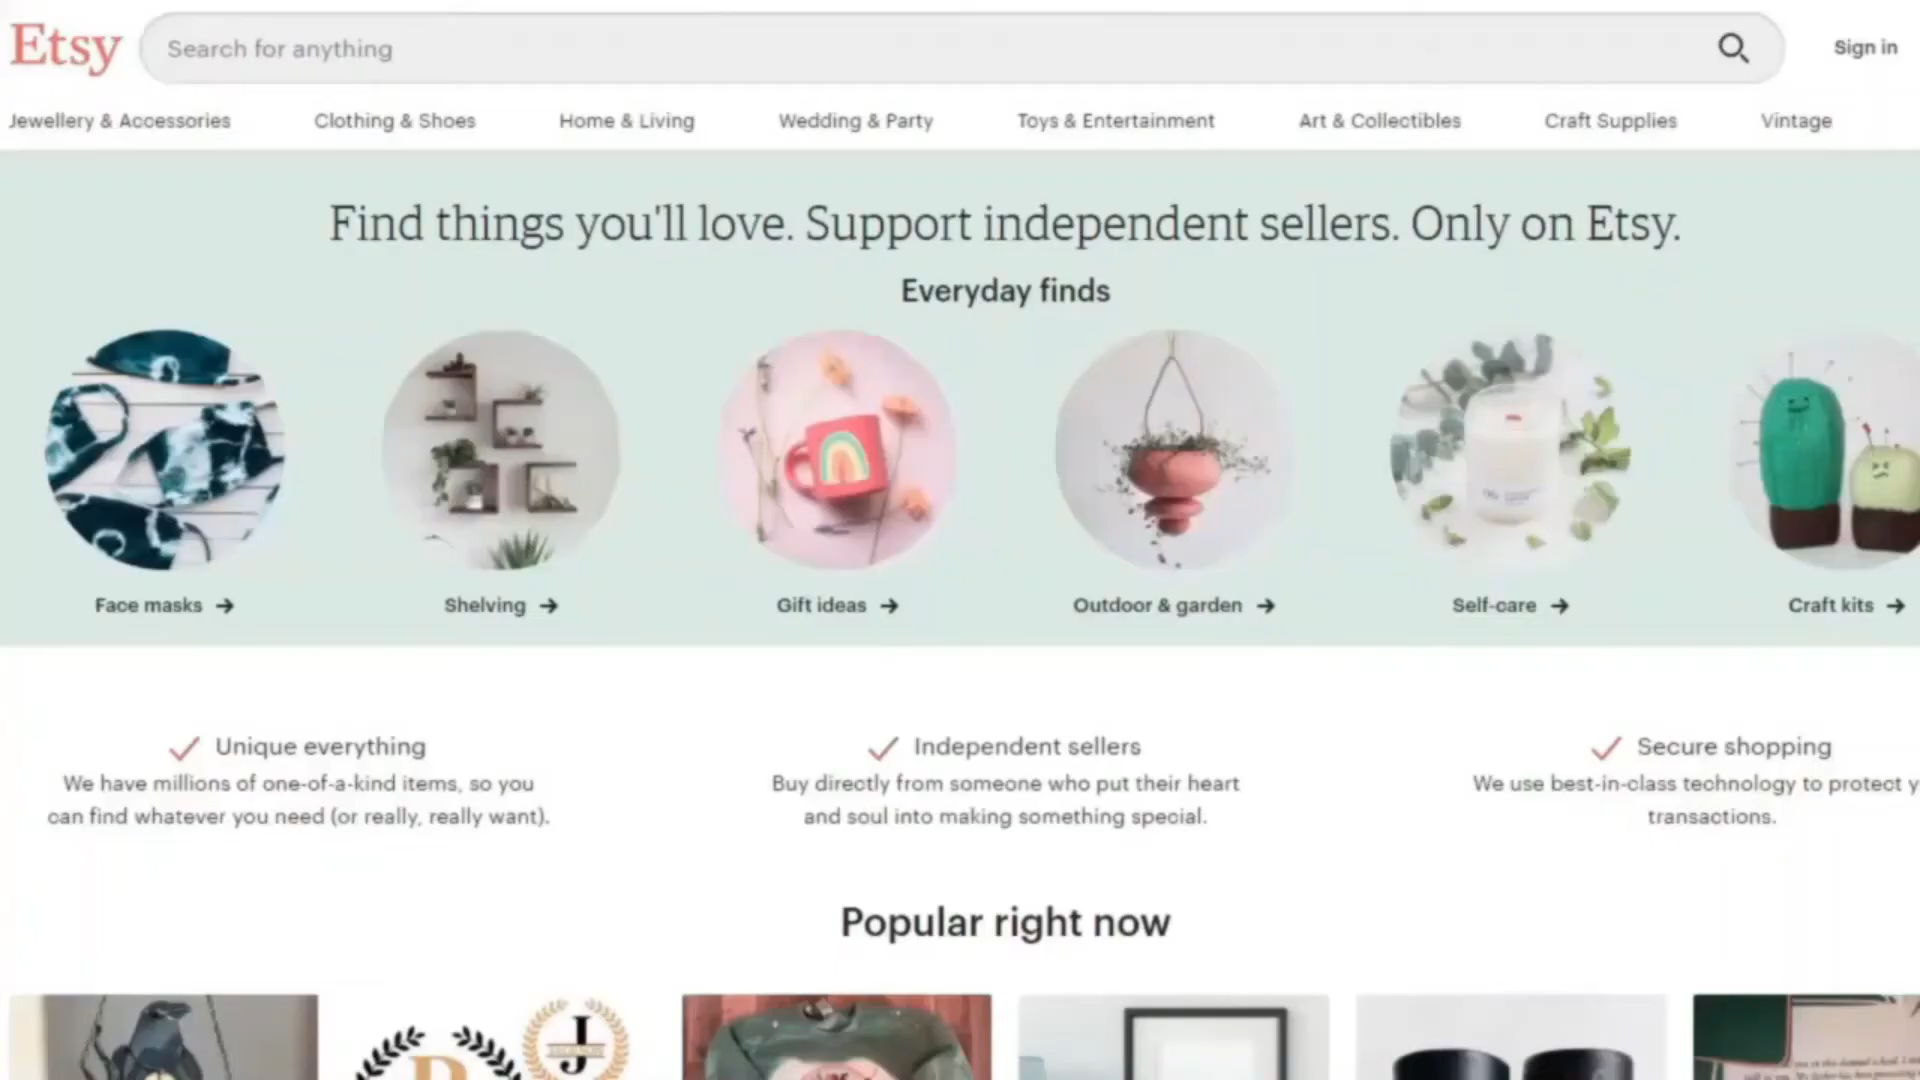 Etsy
Search for anything
Sign in
Jewellery & Accessories
Clothing & Shoes
Home & Living
Wedding & Party
Toys & Entertainment
Art & Collectibles
Craft Supplies
Vintage
Find things you'll love. Support independent sellers. Only on Etsy.
Everyday finds
Face masks →
Shelving →
Gift ideas →
Outdoor & garden →
Self-care →
Craft kits →
Unique everything
We have millions of one-of-a-kind items, so you
can find whatever you need (or really, really want).
Independent sellers
Buy directly from someone who put their heart
and soul into making something special.
Secure shopping
We use best-in-class technology to protect y
transactions.
Popular right now
J